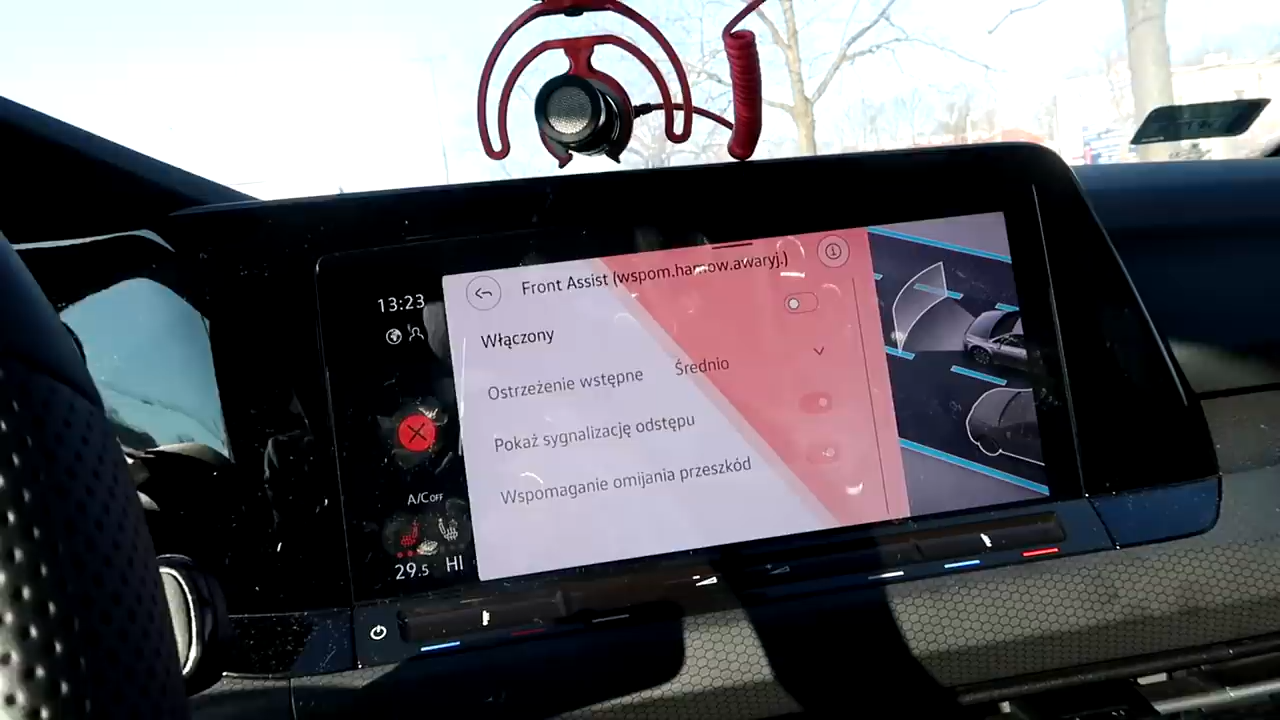 Front Assist (wspom.hamow.awaryj.)
13:23
Włączony
Ostrzeżenie wstępne Średnio
Pokaż sygnalizację odstępu
Wspomaganie omijania przeszkód
A/C OFF
29.5 HI